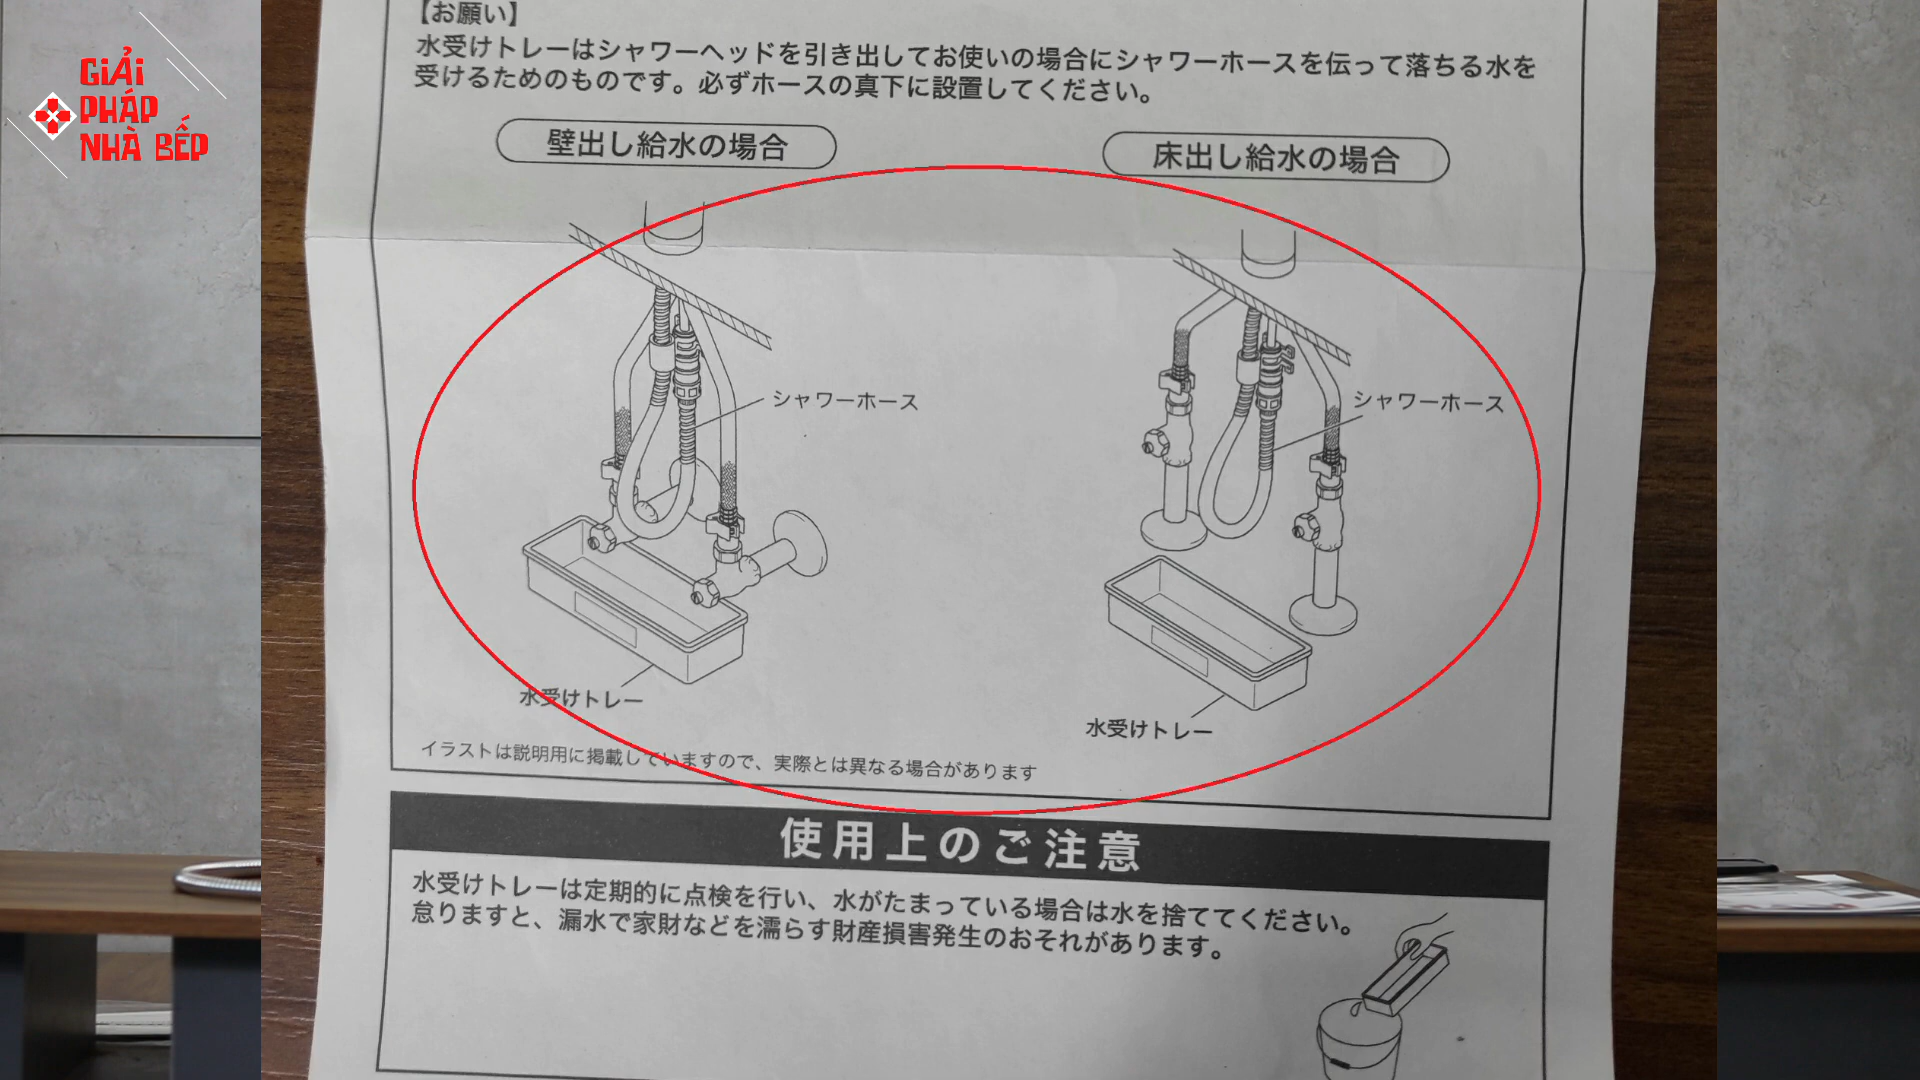 GIẢI
PHÁP
NHÀ BẾP
【お願い】
水受けトレーはシャワーヘッドを引き出してお使いの場合にシャワーホースを伝って落ちる水を
受けるためのものです。必ずホースの真下に設置してください。
壁出し給水の場合
床出し給水の場合
シャワーホース
シャワーホース
水受けトレー
水受けトレー
イラストは説明用に掲載していますので、実際とは異なる場合があります
使用上のご注意
水受けトレーは定期的に点検を行い、水がたまっている場合は水を捨ててください。
怠りますと、漏水で家財などを濡らす財産損害発生のおそれがあります。